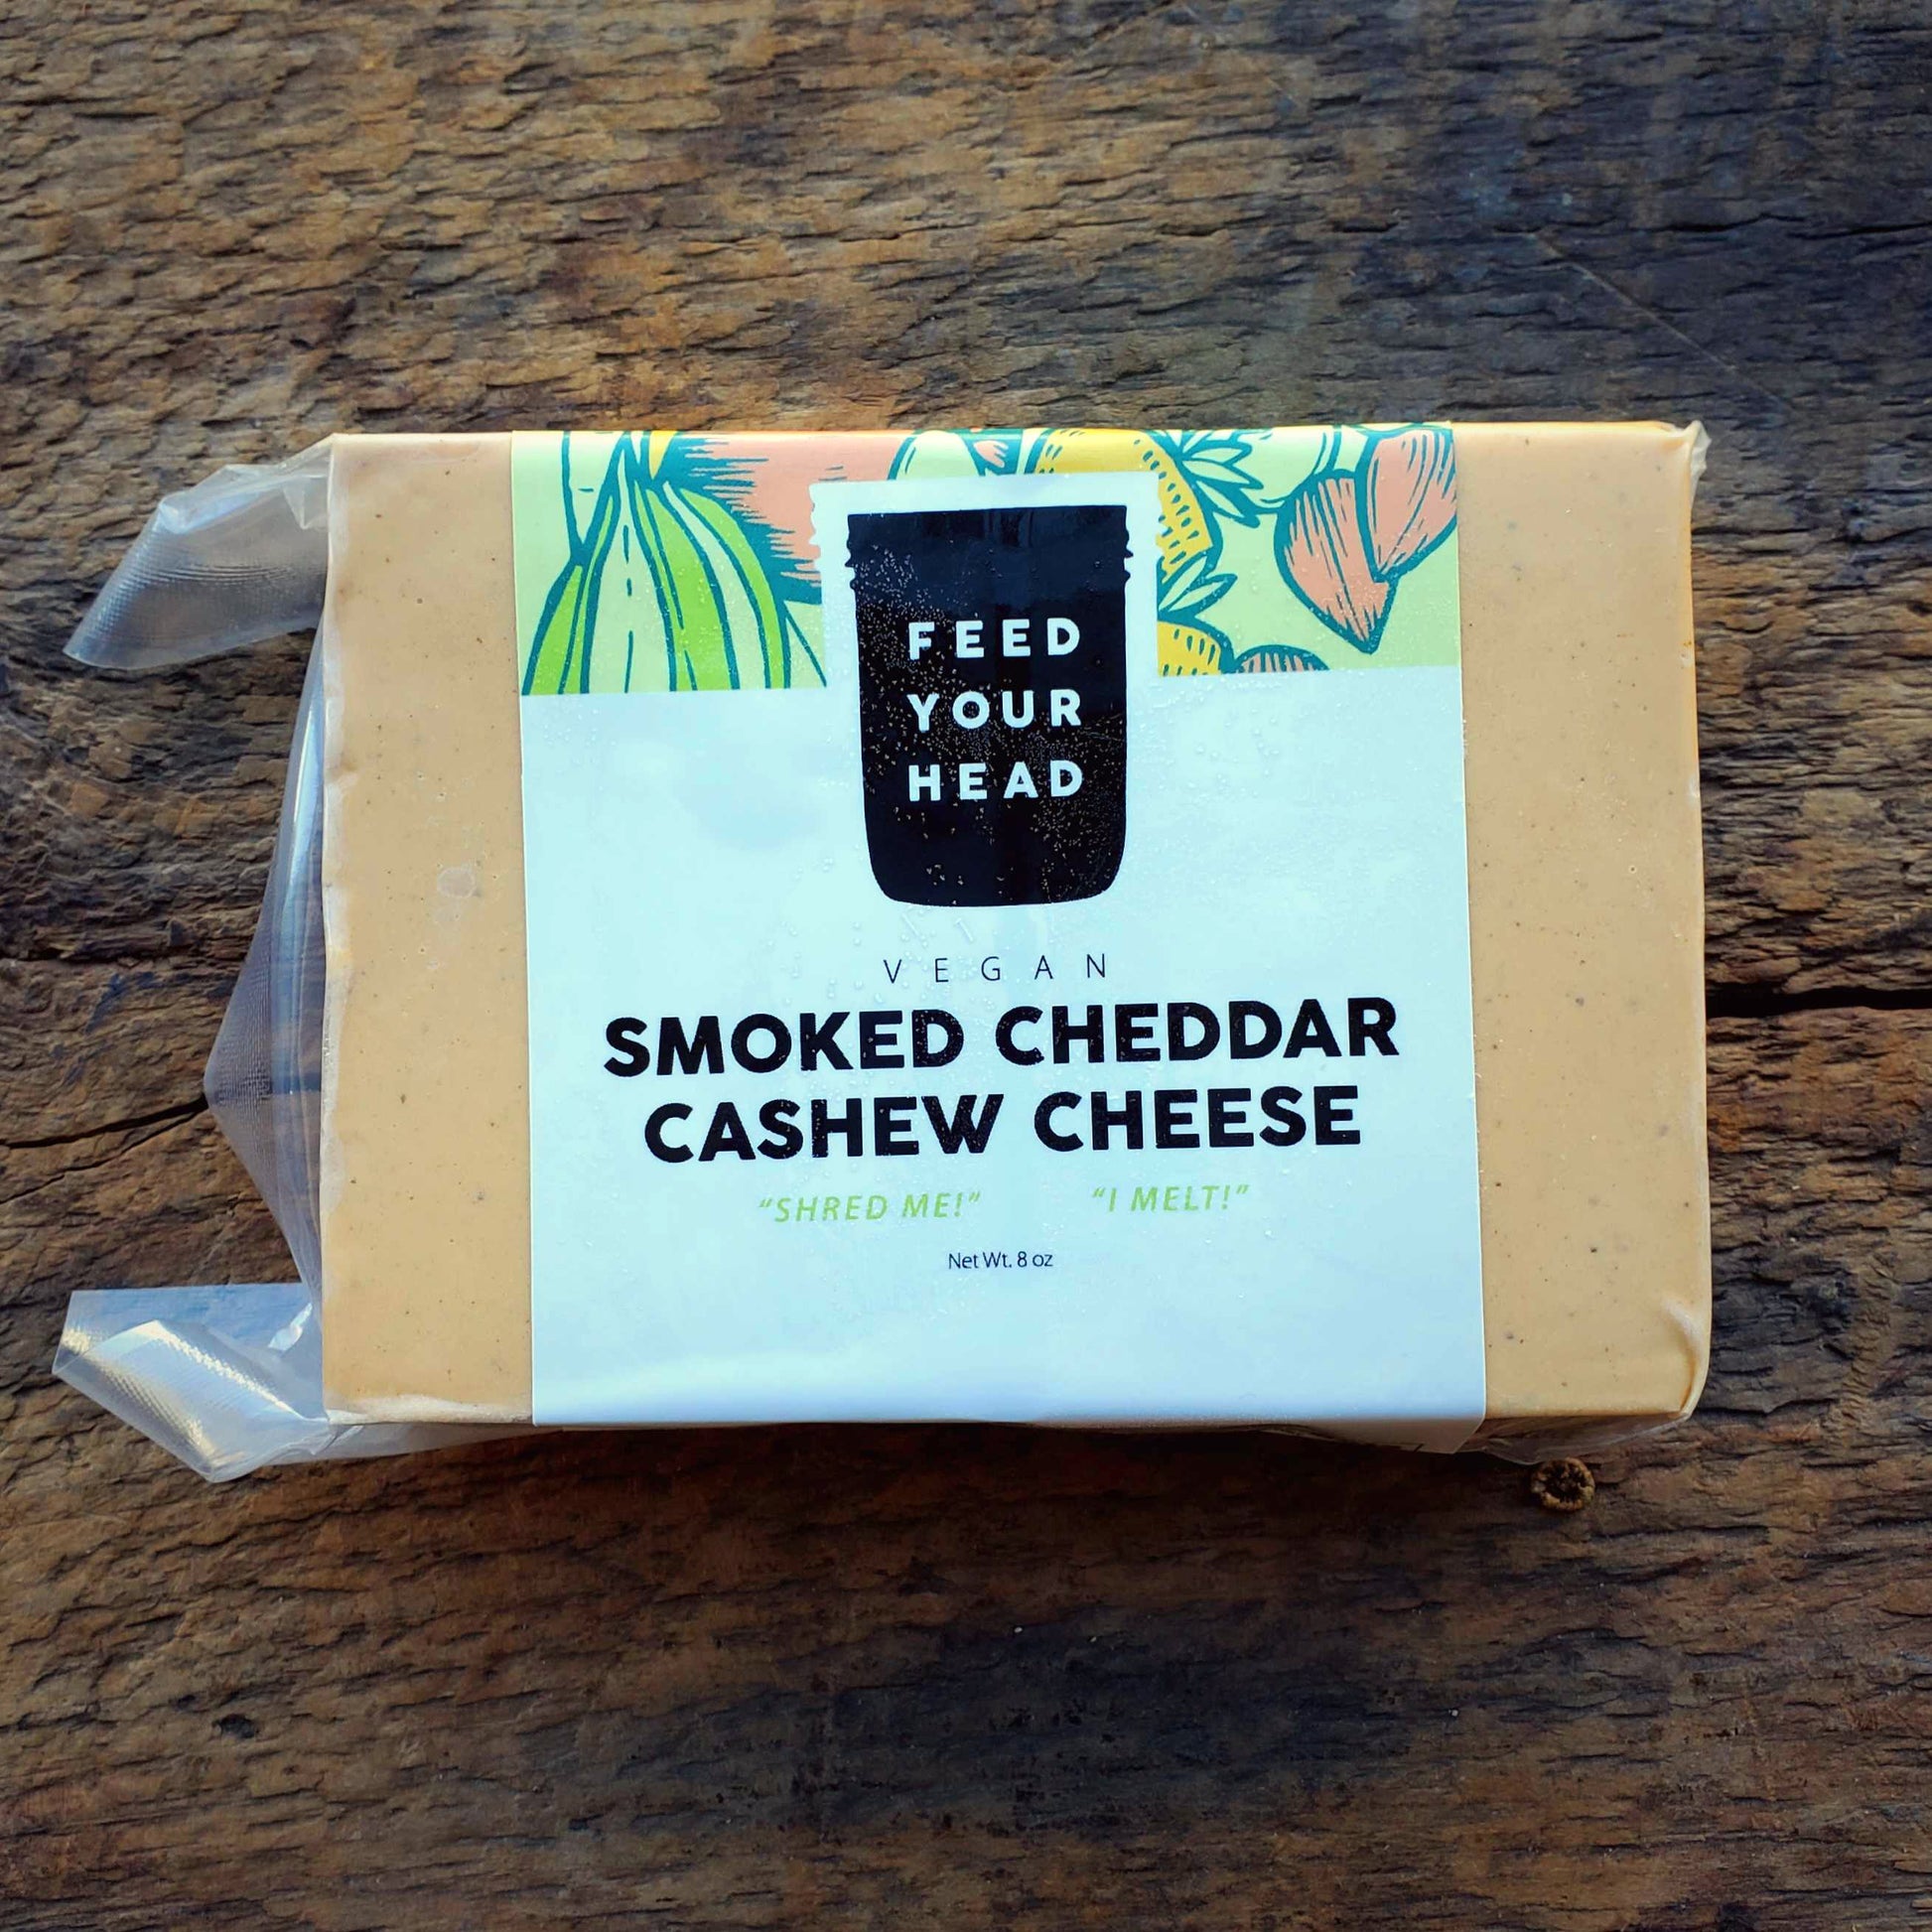 FEED
YOUR
HEAD
VEGAN
SMOKED CHEDDAR
CASHEW CHEESE
“SHRED ME!” “I MELT!”
Net Wt. 8 oz